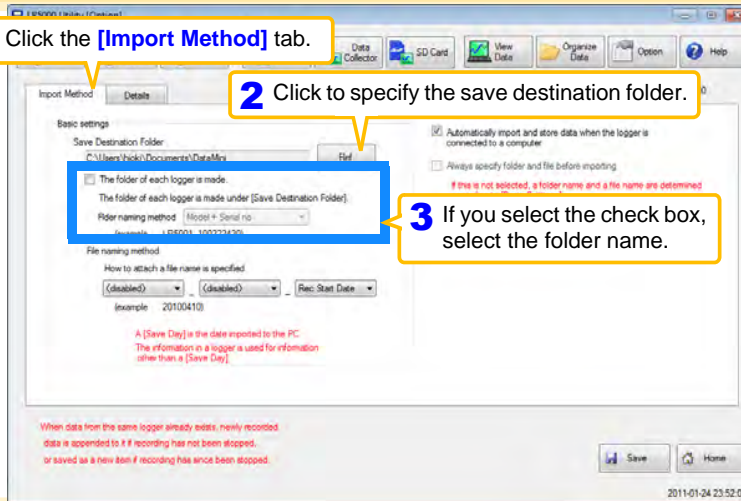 LR5000 Utility [Option]
Click the [Import Method] tab.
Data Collector
SD Card
View Data
Organize Data
Option
Help
Import Method
Details
2 Click to specify the save destination folder.
Basic settings
Save Destination Folder
C:\Users\hioki\Documents\DataMini
Ref
The folder of each logger is made.
The folder of each logger is made under [Save Destination Folder].
Folder naming method Model + Serial no
(example LR5001_100222430)
Automatically import and store data when the logger is
connected to a computer
Always specify folder and file before importing
If this is not selected, a folder name and a file name are determined
3 If you select the check box,
select the folder name.
File naming method
How to attach a file name is specified
(disabled) _ (disabled) _ Rec Start Date
(example 20100410)
A [Save Day] is the date imported to the PC.
The information in a logger is used for information
other than a [Save Day]
When data from the same logger already exists, newly recorded
data is appended to it if recording has not been stopped,
or saved as a new item if recording has since been stopped.
Save
Home
2011-01-24 23:52:0